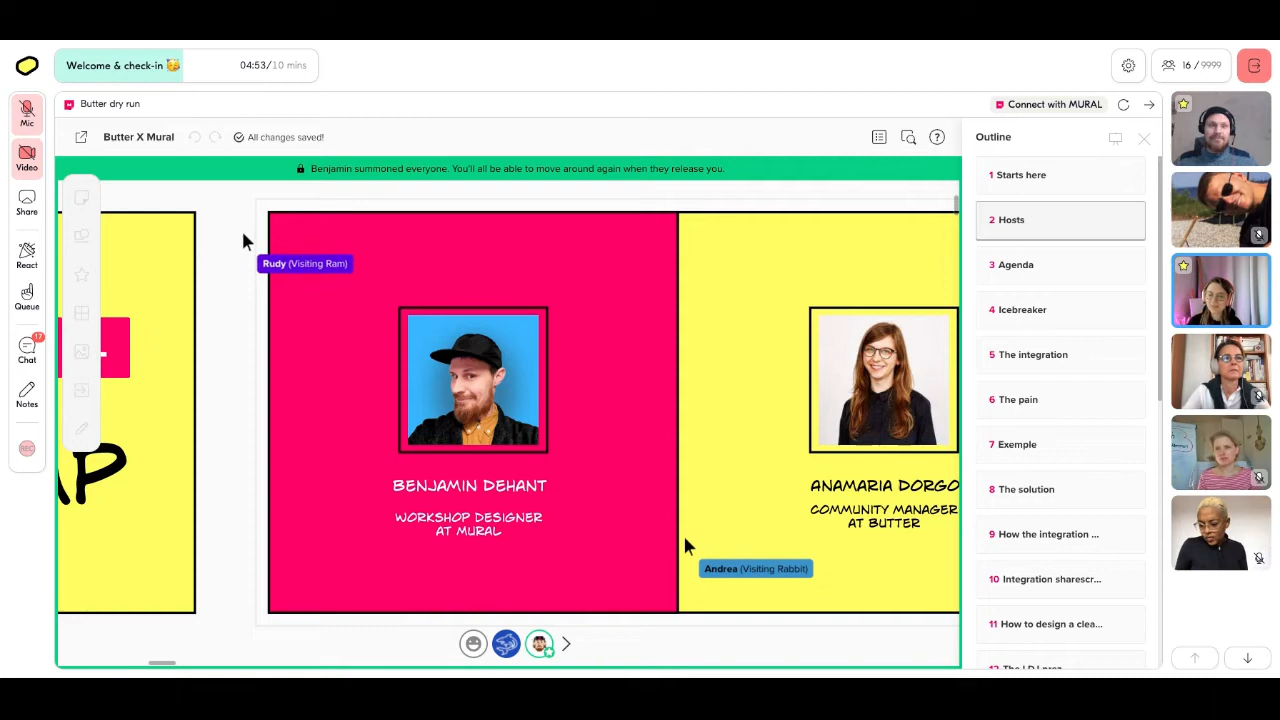 Welcome & check-in 🥳
04:53/10 mins
16 / 9999
Butter dry run
Connect with MURAL
Mic
Video
Share
React
Queue
17
Chat
Notes
REC
Butter X Mural
All changes saved!
Benjamin summoned everyone. You'll all be able to move around again when they release you.
AP
Rudy (Visiting Ram)
BENJAMIN DEHANT
WORKSHOP DESIGNER
AT MURAL
ANAMARIA DORGO
COMMUNITY MANAGER
AT BUTTER
Andrea (Visiting Rabbit)
Outline
1 Starts here
2 Hosts
3 Agenda
4 Icebreaker
5 The integration
6 The pain
7 Exemple
8 The solution
9 How the integration ...
10 Integration sharescr...
11 How to design a clea...